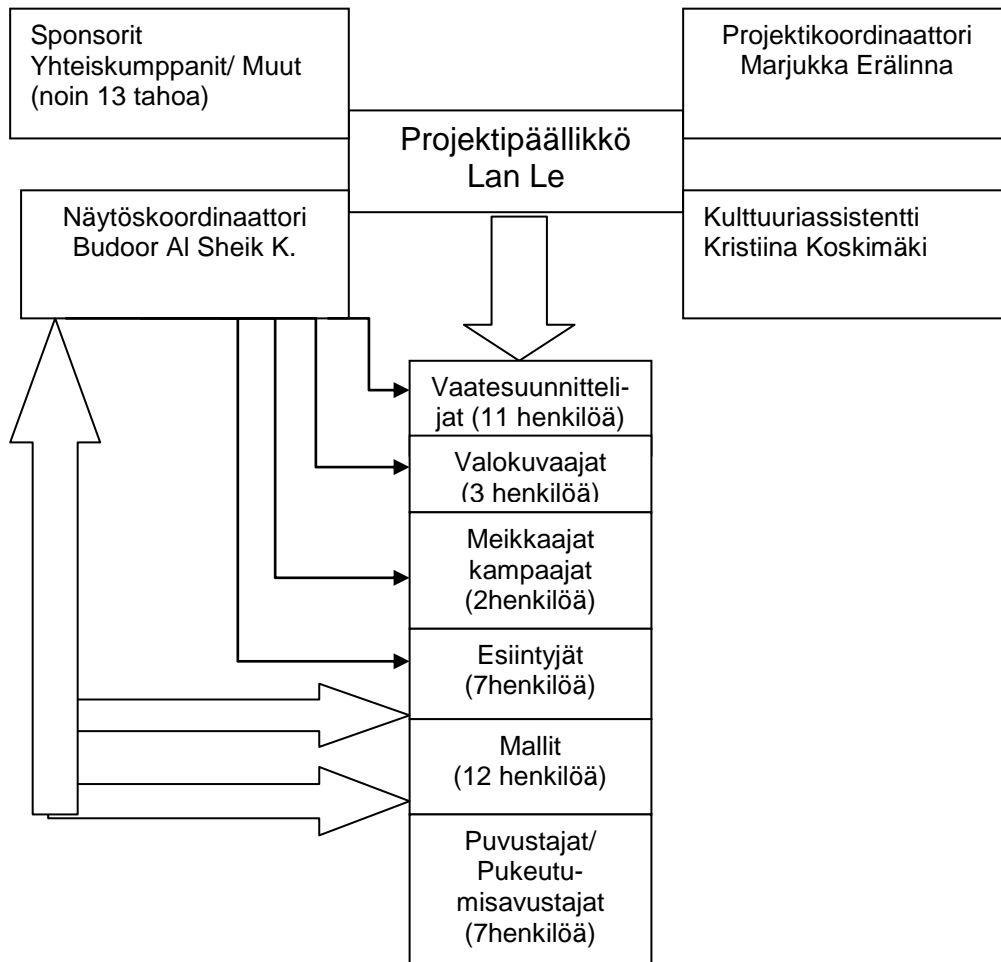 Sponsorit
Yhteiskumppanit/ Muut
(noin 13 tahoa)
Projektikoordinaattori
Marjukka Erälinna
Projektipäällikkö
Lan Le
Näytöskoordinaattori
Budoor Al Sheik K.
Kulttuuriassistentti
Kristiina Koskimäki
Vaatesuunnitteli-
jat (11 henkilöä)
Valokuvaajat
(3 henkilöä)
Meikkaajat
kampaajat
(2henkilöä)
Esiintyjät
(7henkilöä)
Mallit
(12 henkilöä)
Puvustajat/
Pukeutu-
misavustajat
(7henkilöä)